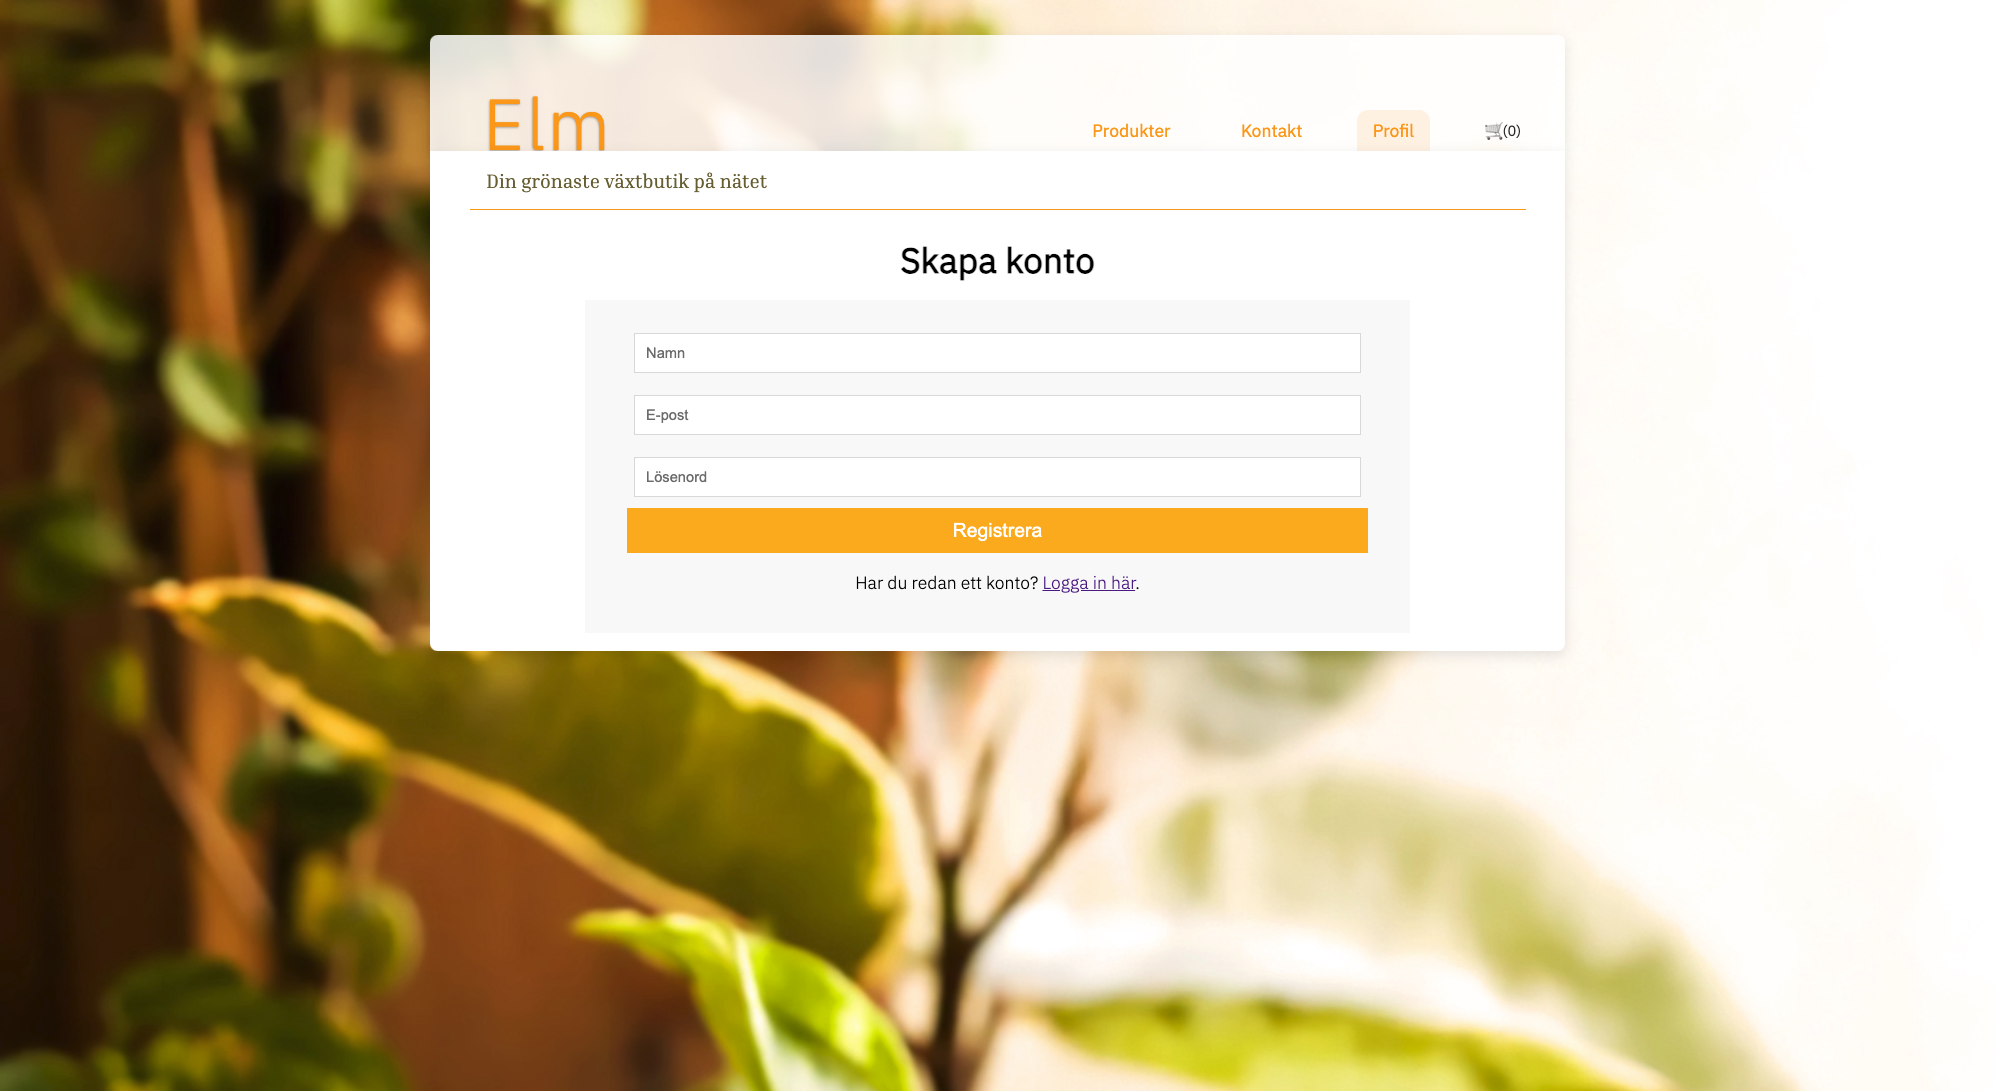 Elm
Produkter
Kontakt
Profil
(0)
Din grönaste växtbutik på nätet
Skapa konto
Namn
E-post
Lösenord
Registrera
Har du redan ett konto? Logga in här.